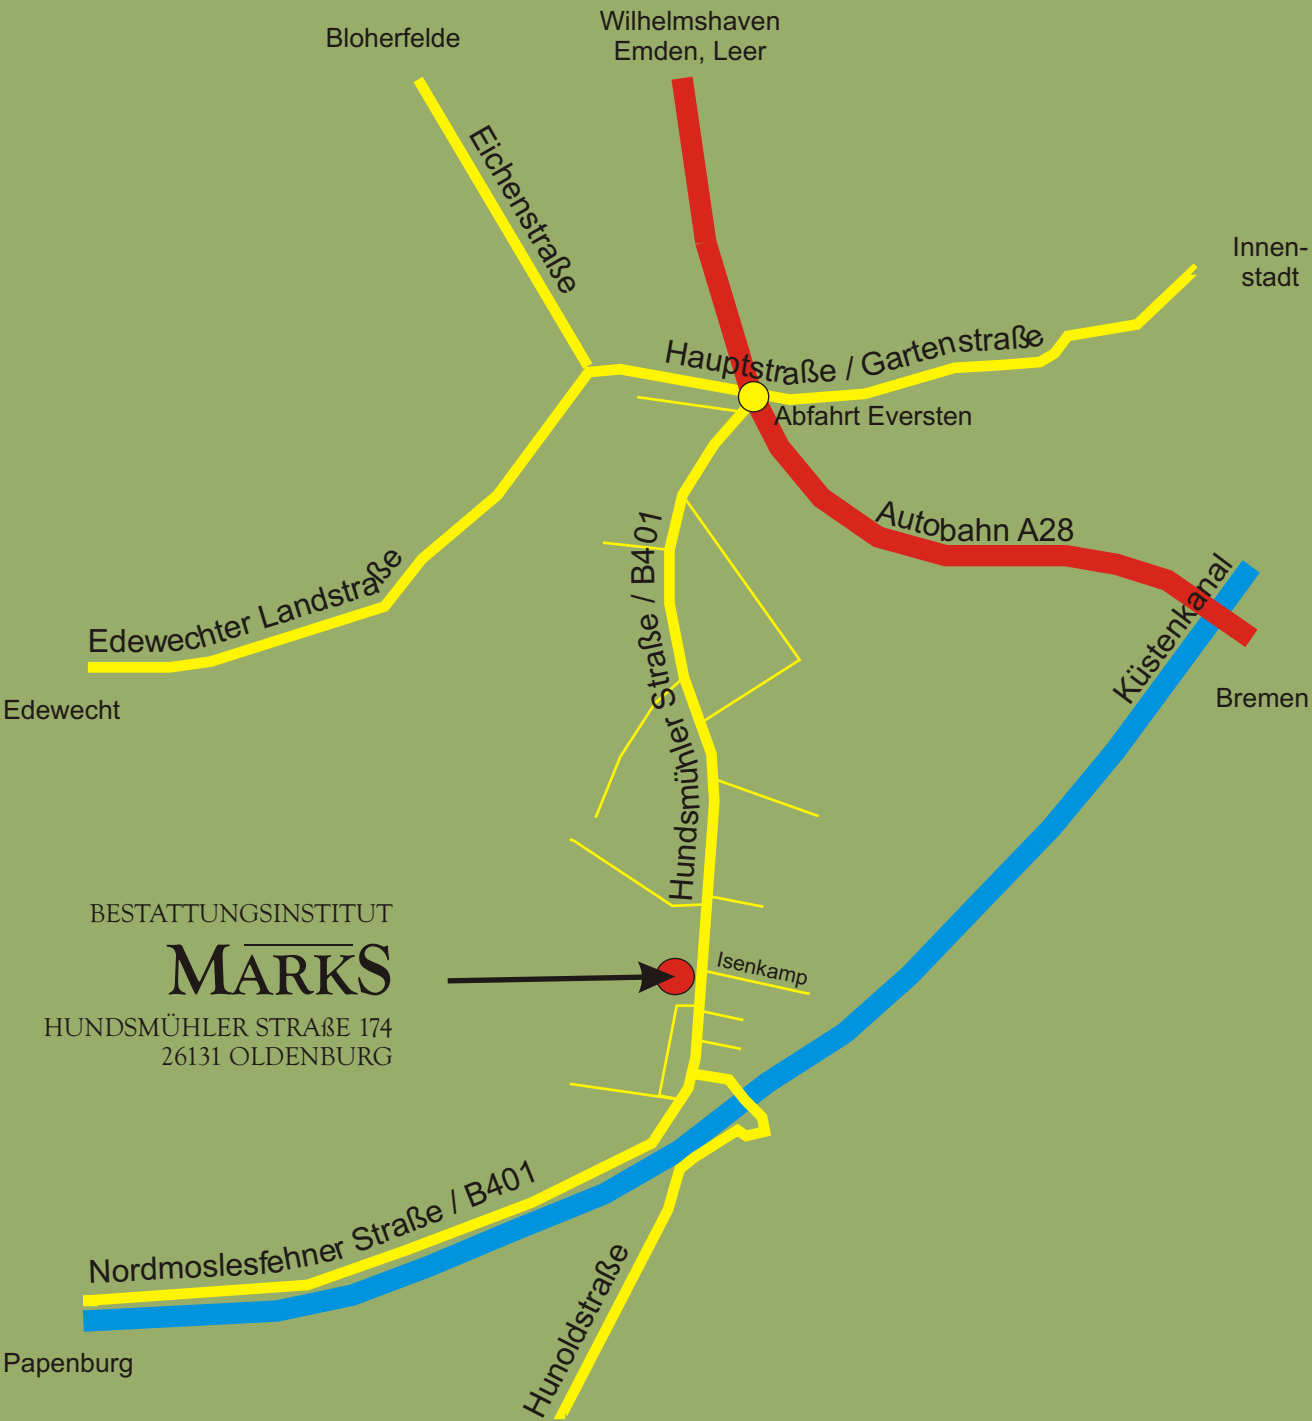 Wilhelmshaven
Emden, Leer
Bloherfelde
Eichenstraße
Innen-
stadt
Hauptstraße / Gartenstraße
Abfahrt Eversten
Autobahn A28
Hundsmühler Straße / B401
Edewechter Landstraße
Küstenkanal
Edewecht
Bremen
BESTATTUNGSINSTITUT
MARKS
HUNDSMÜHLER STRAßE 174
26131 OLDENBURG
Isenkamp
Nordmoslesfehner Straße / B401
Hunoldstraße
Papenburg